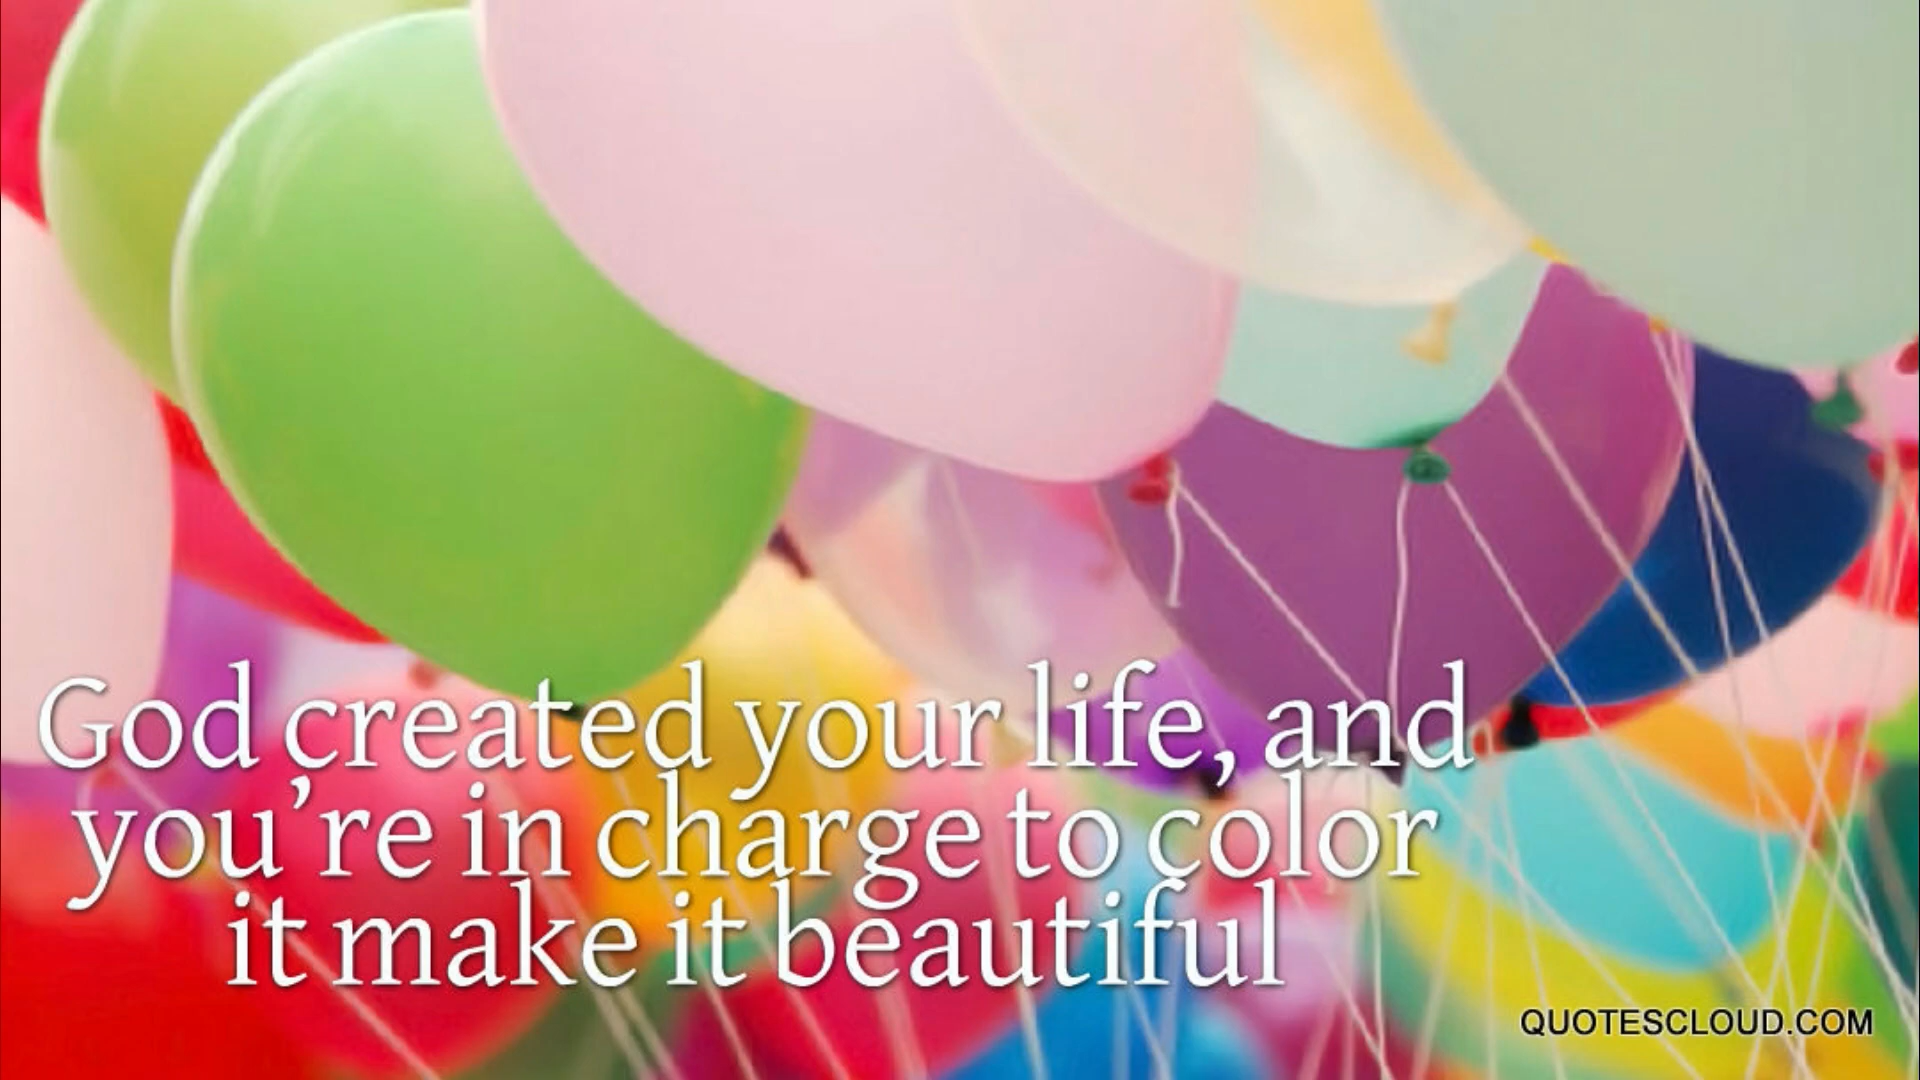 God created your life, and
you're in charge to color
it make it beautiful
QUOTESCLOUD.COM